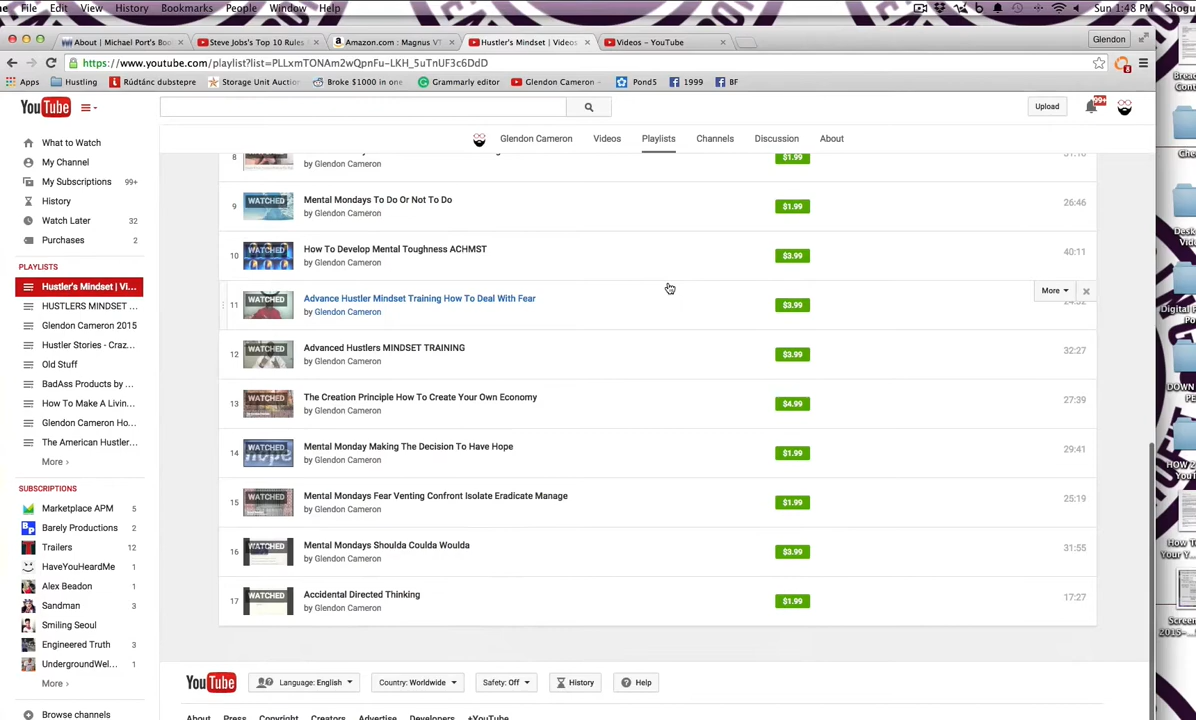 File Edit View History Bookmarks People Window Help Sun 1:48 PM Shogu
About | Michael Port's Boo Steve Jobs's Top 10 Rules Amazon.com : Magnus VT Hustler's Mindset | Videos Videos - YouTube Glendon
https://www.youtube.com/playlist?list=PLLxmTONAm2wQpnFu-LKH_5uTnUF3c6DdD
Apps Hustling Rúdtánc dubstepre Storage Unit Auctio Broke $1000 in one Grammarly editor Glendon Cameron - Pond5 1999 BF
YouTube Upload 99+
Glendon Cameron Videos Playlists Channels Discussion About
What to Watch
My Channel
My Subscriptions 99+
History
Watch Later 32
Purchases 2
PLAYLISTS
Hustler's Mindset | Vi...
HUSTLERS MINDSET ...
Glendon Cameron 2015
Hustler Stories - Craz...
Old Stuff
BadAss Products by ...
How To Make A Livin...
Glendon Cameron Ho...
The American Hustler...
More ›
SUBSCRIPTIONS
Marketplace APM 5
Barely Productions 2
Trailers 12
HaveYouHeardMe 1
Alex Beadon 1
Sandman 3
Smiling Seoul
Engineered Truth 3
UndergroundWel... 1
More ›
Browse channels
8 $1.99
by Glendon Cameron
9 WATCHED Mental Mondays To Do Or Not To Do $1.99 26:46
by Glendon Cameron
10 WATCHED How To Develop Mental Toughness ACHMST $3.99 40:11
by Glendon Cameron
11 WATCHED Advance Hustler Mindset Training How To Deal With Fear $3.99 More
by Glendon Cameron
12 WATCHED Advanced Hustlers MINDSET TRAINING $3.99 32:27
by Glendon Cameron
13 WATCHED The Creation Principle How To Create Your Own Economy $4.99 27:39
by Glendon Cameron
14 WATCHED Mental Monday Making The Decision To Have Hope $1.99 29:41
by Glendon Cameron
15 WATCHED Mental Mondays Fear Venting Confront Isolate Eradicate Manage $1.99 25:19
by Glendon Cameron
16 WATCHED Mental Mondays Shoulda Coulda Woulda $3.99 31:55
by Glendon Cameron
17 WATCHED Accidental Directed Thinking $1.99 17:27
by Glendon Cameron
YouTube Language: English Country: Worldwide Safety: Off History Help
About Press Copyright Creators Advertise Developers +YouTube